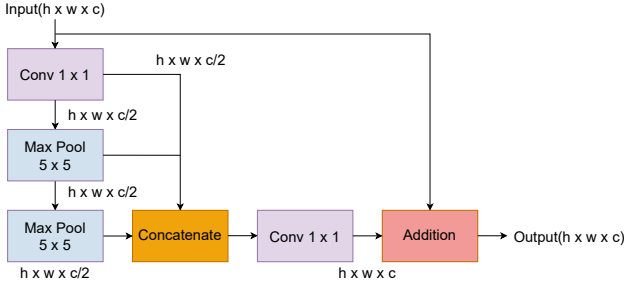 Input(h x w x c)
h x w x c/2
Conv 1 x 1
h x w x c/2
Max Pool
5 x 5
h x w x c/2
Max Pool
5 x 5
Concatenate
Conv 1 x 1
Addition
Output(h x w x c)
h x w x c/2
h x w x c